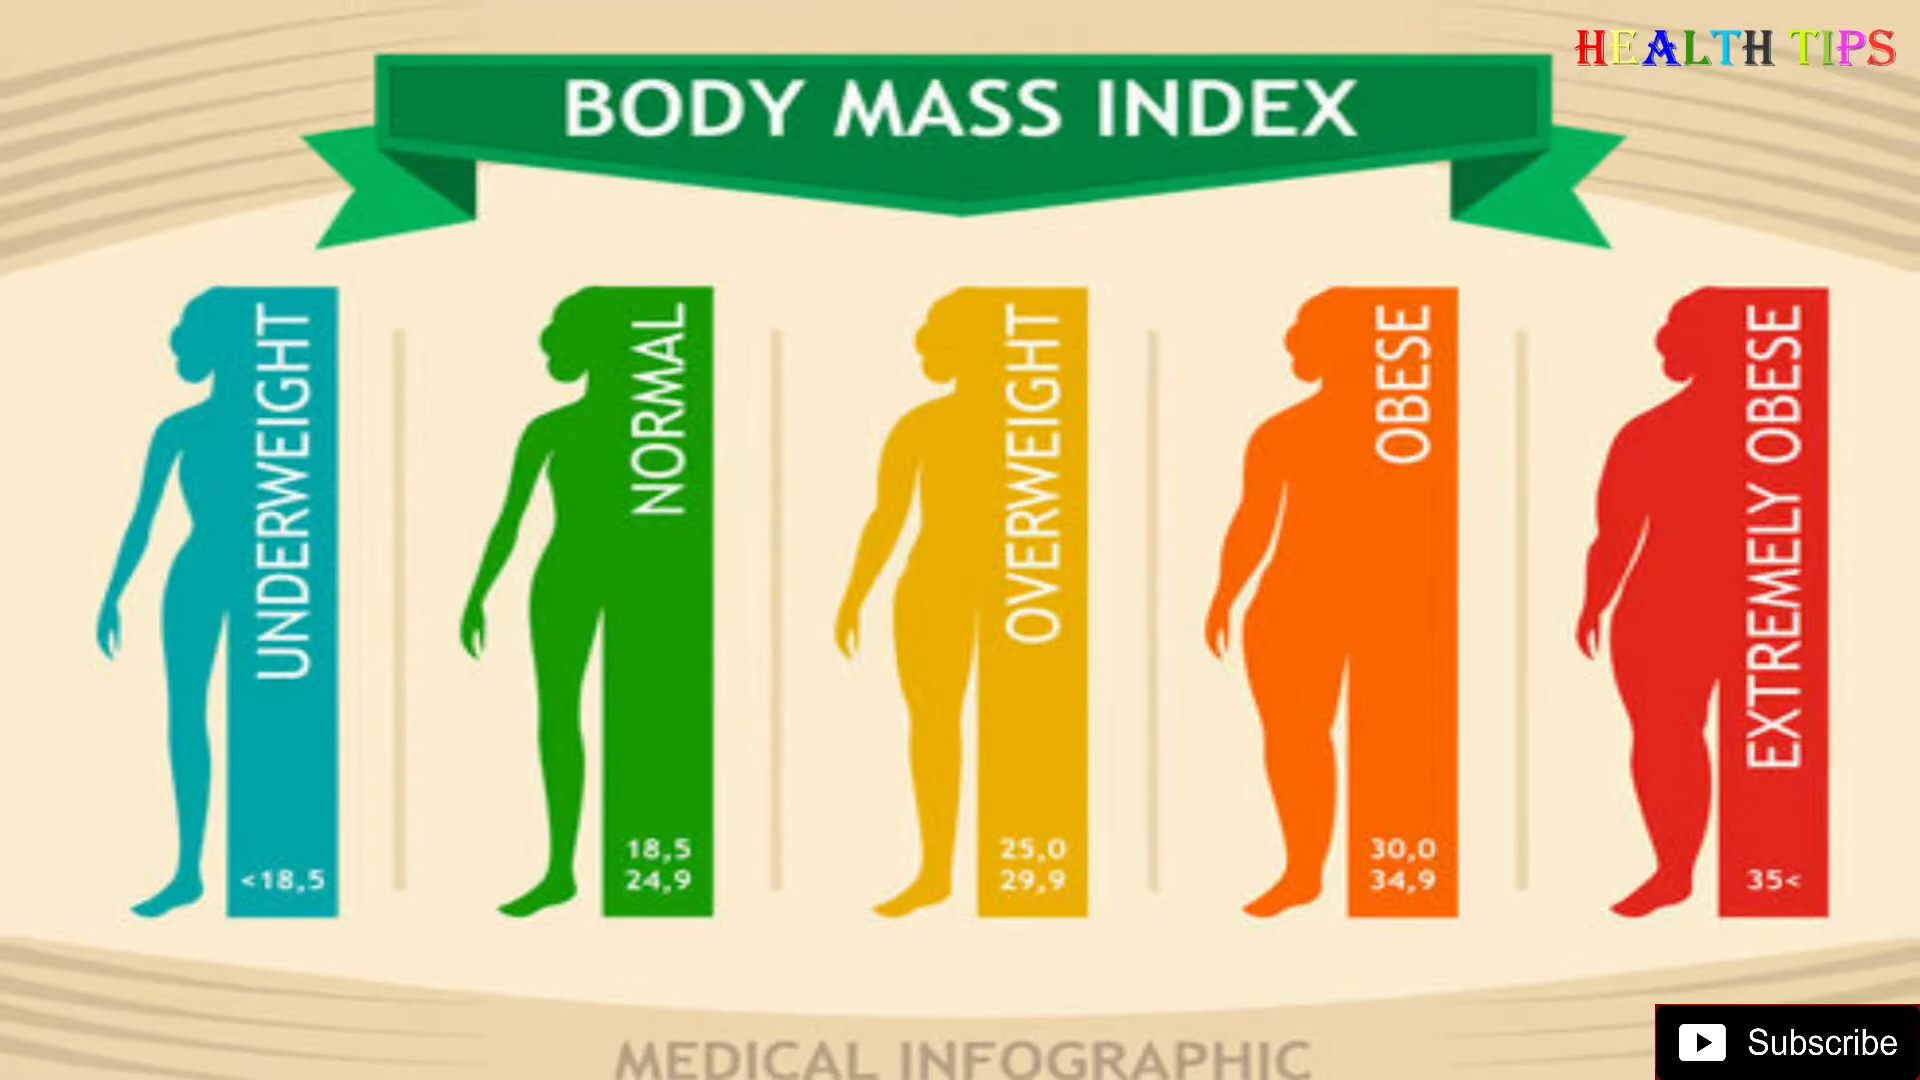 HEALTH TIPS
BODY MASS INDEX
UNDERWEIGHT
<18,5
NORMAL
18,5
24,9
OVERWEIGHT
25,0
29,9
OBESE
30,0
34,9
EXTREMELY OBESE
35<
MEDICAL INFOGRAPHIC
Subscribe